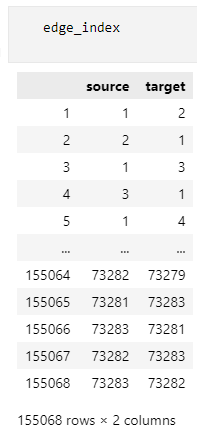 edge_index
source target
1 1 2
2 2 1
3 1 3
4 3 1
5 1 4
... ... ...
155064 73282 73279
155065 73281 73283
155066 73283 73281
155067 73282 73283
155068 73283 73282
155068 rows × 2 columns